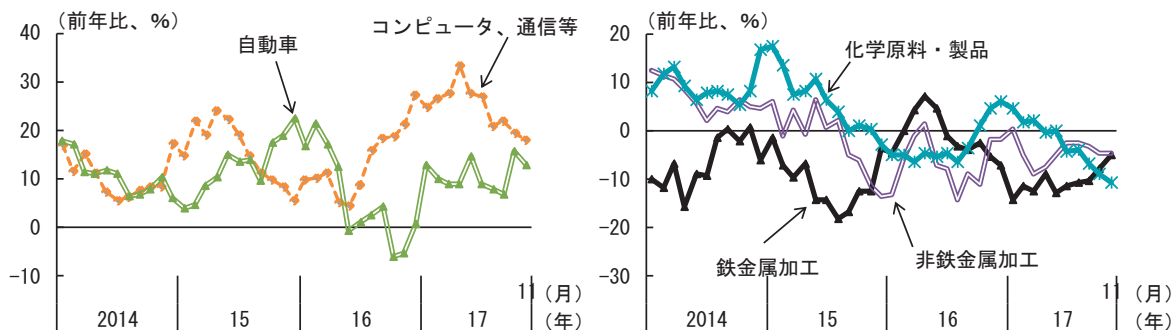 (前年比、%)
コンピュータ、通信等
自動車
40
30
20
10
0
-10
11 (月)
2014 15 16 17 (年)
(前年比、%)
化学原料・製品
20
10
0
-10
-20
-30
鉄金属加工
非鉄金属加工
11 (月)
2014 15 16 17 (年)